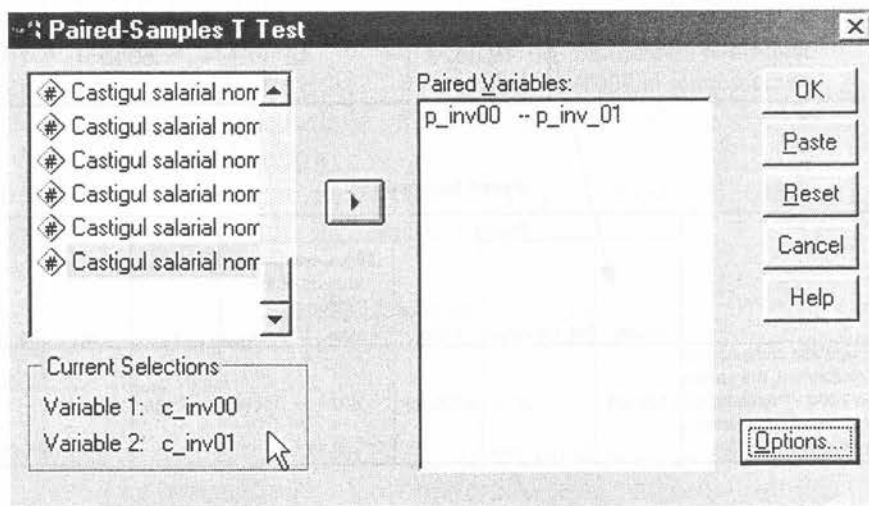 Paired-Samples T Test
Castigul salarial nom
Castigul salarial nom
Castigul salarial nom
Castigul salarial nom
Castigul salarial nom
Castigul salarial nom
Current Selections
Variable 1: c_inv00
Variable 2: c_inv01
Paired Variables:
p_inv00 -- p_inv_01
OK
Paste
Reset
Cancel
Help
Options...